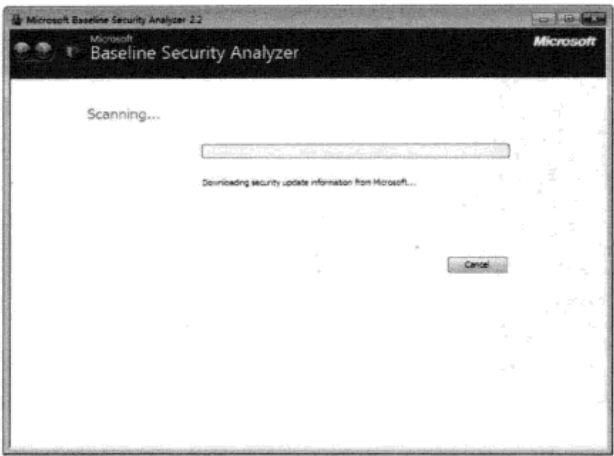 Microsoft Baseline Security Analyzer 2.2
Microsoft
Baseline Security Analyzer
Microsoft
Scanning...
Downloading security update information from Microsoft...
Cancel